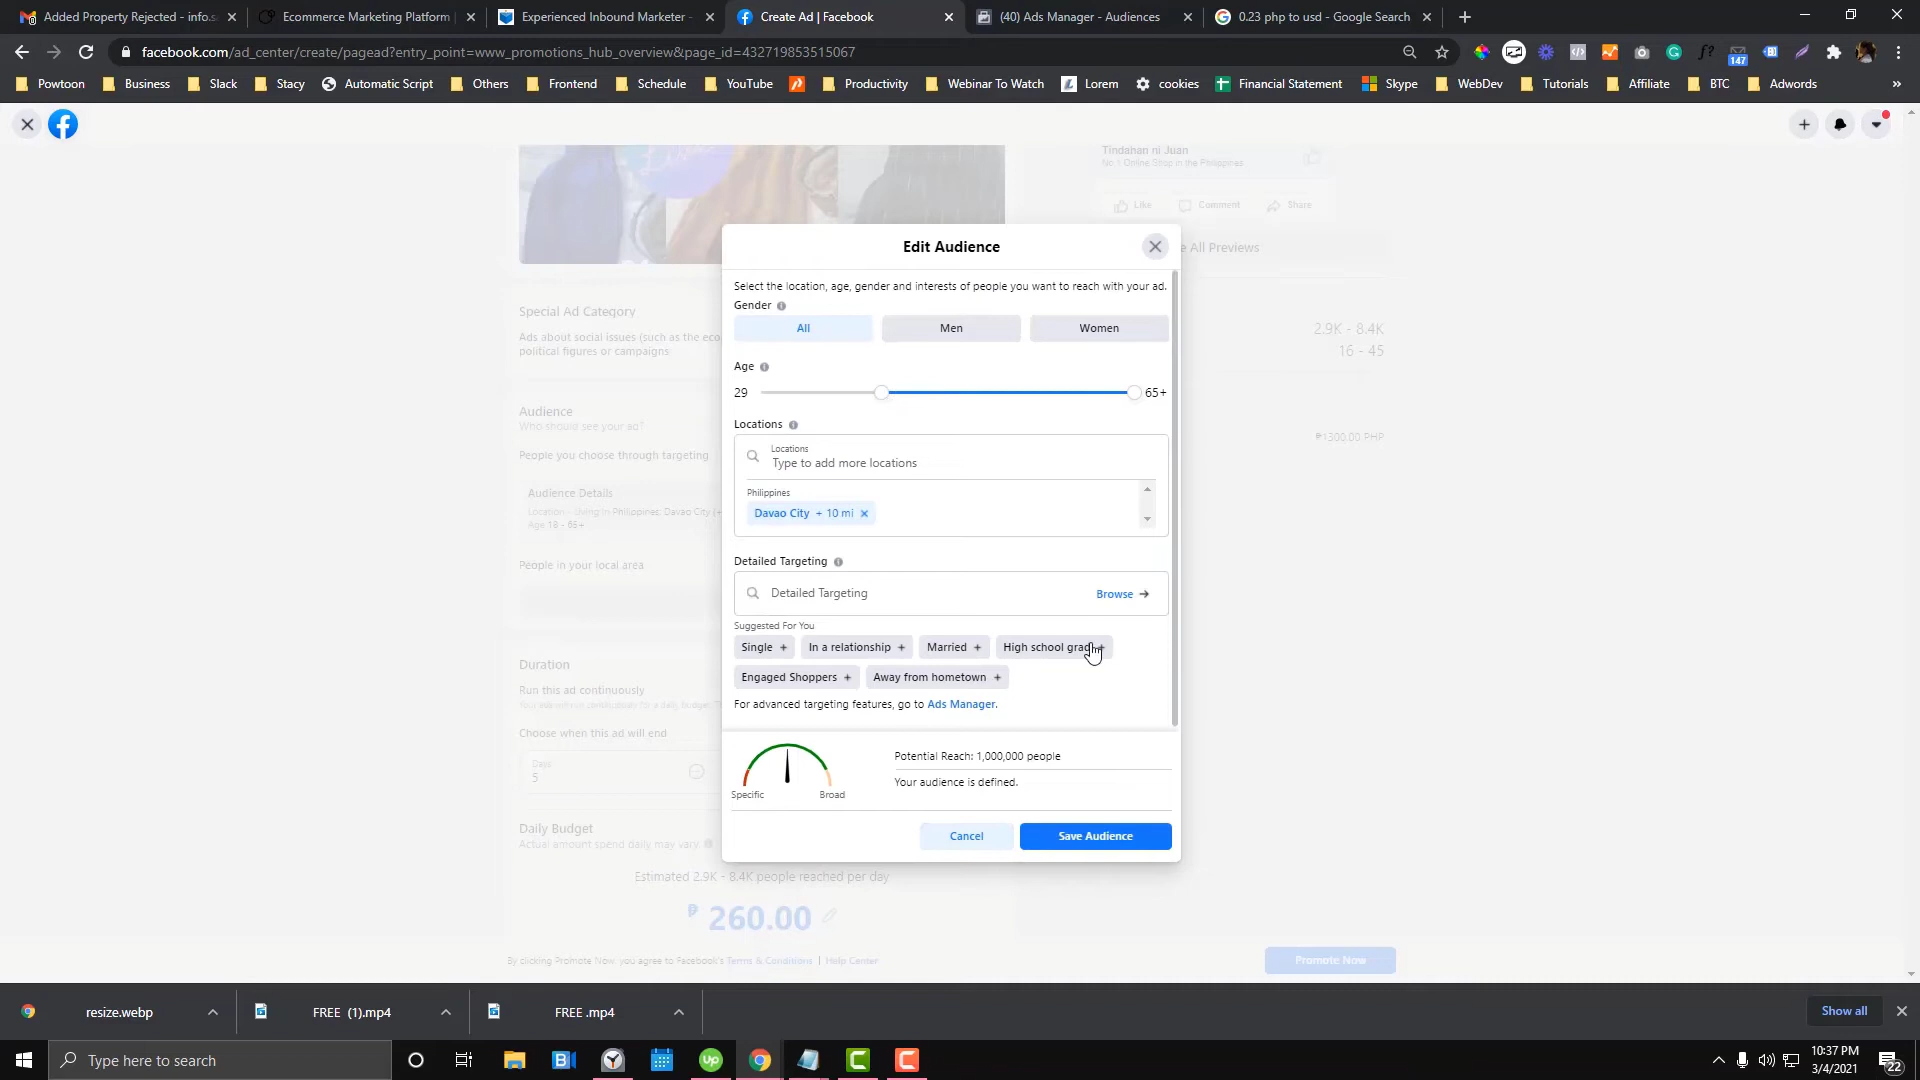 Added Property Rejected - info.s
Ecommerce Marketing Platform
Experienced Inbound Marketer -
Create Ad | Facebook
(40) Ads Manager - Audiences
0.23 php to usd - Google Search
facebook.com/ad_center/create/pagead?entry_point=www_promotions_hub_overview&page_id=432719853515067
147
Powtoon
Business
Slack
Stacy
Automatic Script
Others
Frontend
Schedule
YouTube
Productivity
Webinar To Watch
Lorem
cookies
Financial Statement
Skype
WebDev
Tutorials
Affiliate
BTC
Adwords
Tindahan ni Juan
No.1 Online Shop in the Philippines
Like
Comment
Share
All Previews
Special Ad Category
Ads about social issues (such as the eco
political figures or campaigns
Audience
Who should see your ad?
People you choose through targeting
Audience Details
Location - Living In Philippines: Davao City (+
Age 18 - 65+
People in your local area
2.9K - 8.4K
16 - 45
₱1300.00 PHP
Duration
Run this ad continuously
Choose when this ad will end
Days
5
Daily Budget
Actual amount spend daily may vary.
Estimated 2.9K - 8.4K people reached per day
₱ 260.00
By clicking Promote Now, you agree to Facebook's Terms & Conditions | Help Center
Promote Now
Edit Audience
Select the location, age, gender and interests of people you want to reach with your ad.
Gender
All
Men
Women
Age
29
65+
Locations
Locations
Type to add more locations
Philippines
Davao City + 10 mi
Detailed Targeting
Detailed Targeting
Browse
Suggested For You
Single +
In a relationship +
Married +
High school grad
Engaged Shoppers +
Away from hometown +
For advanced targeting features, go to Ads Manager.
Specific
Broad
Potential Reach: 1,000,000 people
Your audience is defined.
Cancel
Save Audience
resize.webp
FREE (1).mp4
FREE .mp4
Show all
Type here to search
10:37 PM
3/4/2021
22